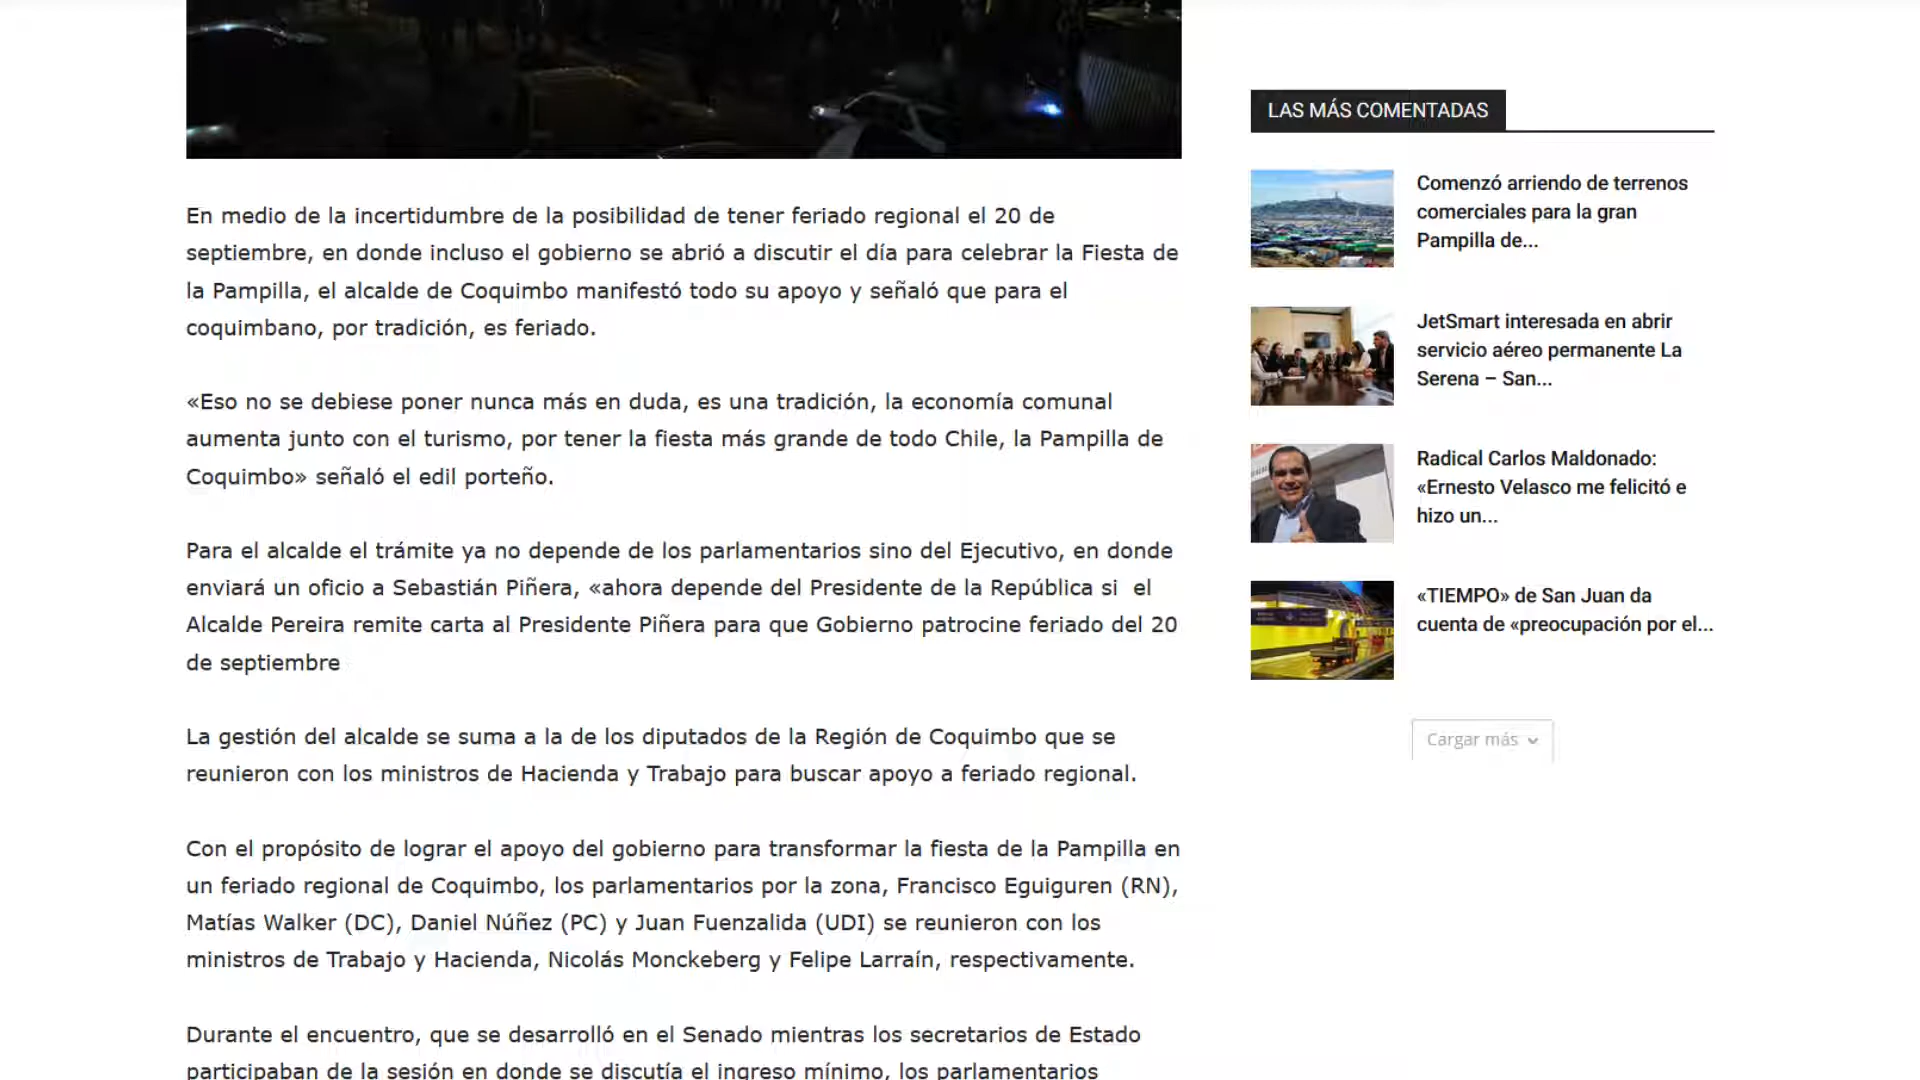 En medio de la incertidumbre de la posibilidad de tener feriado regional el 20 de
septiembre, en donde incluso el gobierno se abrió a discutir el día para celebrar la Fiesta de
la Pampilla, el alcalde de Coquimbo manifestó todo su apoyo y señaló que para el
coquimbano, por tradición, es feriado.
«Eso no se debiese poner nunca más en duda, es una tradición, la economía comunal
aumenta junto con el turismo, por tener la fiesta más grande de todo Chile, la Pampilla de
Coquimbo» señaló el edil porteño.
Para el alcalde el trámite ya no depende de los parlamentarios sino del Ejecutivo, en donde
enviará un oficio a Sebastián Piñera, «ahora depende del Presidente de la República si  el
Alcalde Pereira remite carta al Presidente Piñera para que Gobierno patrocine feriado del 20
de septiembre
La gestión del alcalde se suma a la de los diputados de la Región de Coquimbo que se
reunieron con los ministros de Hacienda y Trabajo para buscar apoyo a feriado regional.
Con el propósito de lograr el apoyo del gobierno para transformar la fiesta de la Pampilla en
un feriado regional de Coquimbo, los parlamentarios por la zona, Francisco Eguiguren (RN),
Matías Walker (DC), Daniel Núñez (PC) y Juan Fuenzalida (UDI) se reunieron con los
ministros de Trabajo y Hacienda, Nicolás Monckeberg y Felipe Larraín, respectivamente.
Durante el encuentro, que se desarrolló en el Senado mientras los secretarios de Estado
participaban de la sesión en donde se discutía el ingreso mínimo, los parlamentarios
LAS MÁS COMENTADAS
Comenzó arriendo de terrenos
comerciales para la gran
Pampilla de...
JetSmart interesada en abrir
servicio aéreo permanente La
Serena – San...
Radical Carlos Maldonado:
«Ernesto Velasco me felicitó e
hizo un...
«TIEMPO» de San Juan da
cuenta de «preocupación por el...
Cargar más